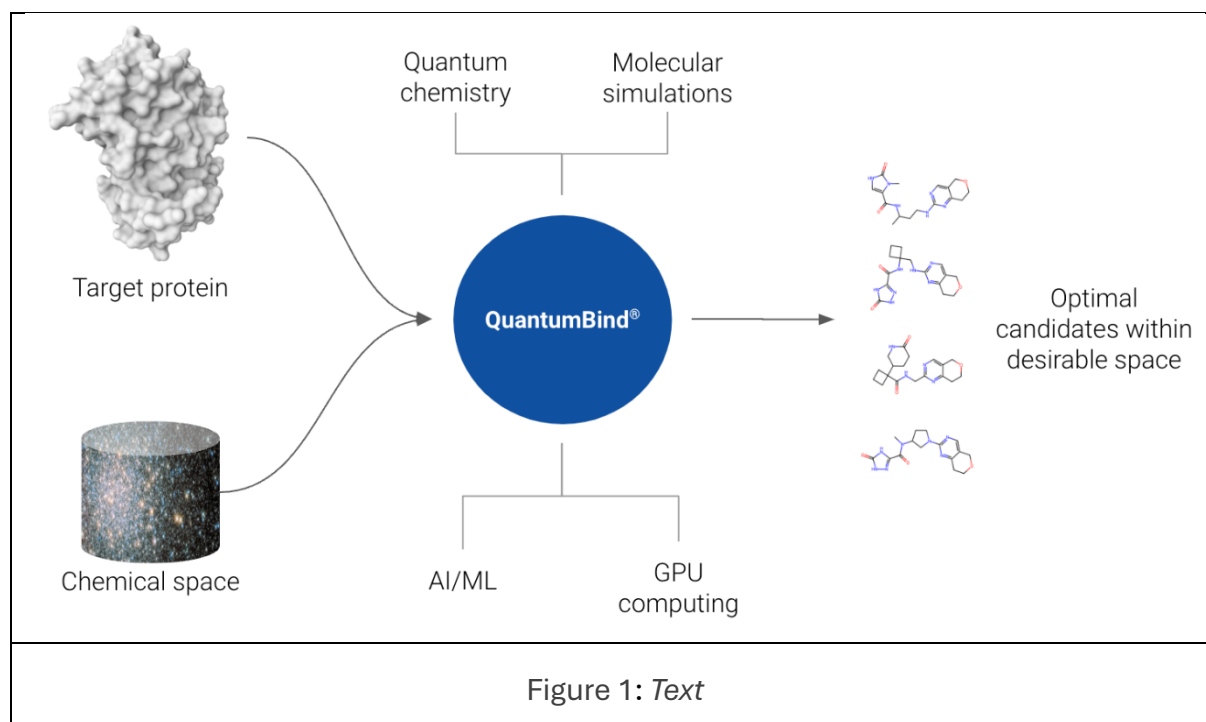 Quantum
chemistry
Molecular
simulations
Target protein
QuantumBind®
Optimal
candidates within
desirable space
Chemical space
AI/ML
GPU
computing
Figure 1: Text